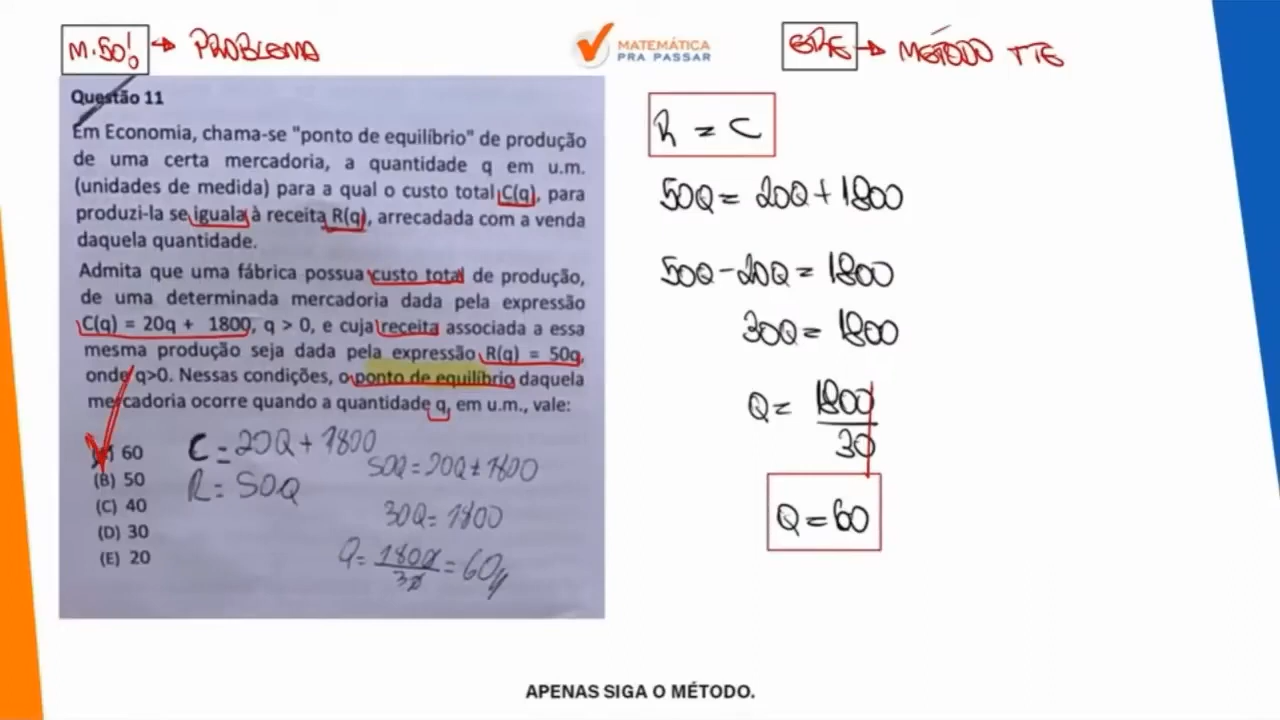 M.50! → PROBLEMA
MATEMÁTICA
PRA PASSAR
→ MÉTODO TTE
Questão 11
Em Economia, chama-se "ponto de equilíbrio" de produção
de uma certa mercadoria, a quantidade q em u.m.
(unidades de medida) para a qual o custo total C(q), para
produzi-la se iguala à receita R(q), arrecadada com a venda
daquela quantidade.
Admita que uma fábrica possua custo total de produção,
de uma determinada mercadoria dada pela expressão
C(q) = 20q + 1800, q > 0, e cuja receita associada a essa
mesma produção seja dada pela expressão R(q) = 50q,
onde q>0. Nessas condições, o ponto de equilíbrio daquela
mercadoria ocorre quando a quantidade q, em u.m., vale:
(A) 60
(B) 50
(C) 40
(D) 30
(E) 20
C = 20Q + 1800
R = 50Q
50Q = 20Q + 1800
30Q = 1800
Q = 1800/30 = 60
R = C
50Q = 20Q + 1800
50Q - 20Q = 1800
30Q = 1800
Q = 1800/30
Q = 60
APENAS SIGA O MÉTODO.